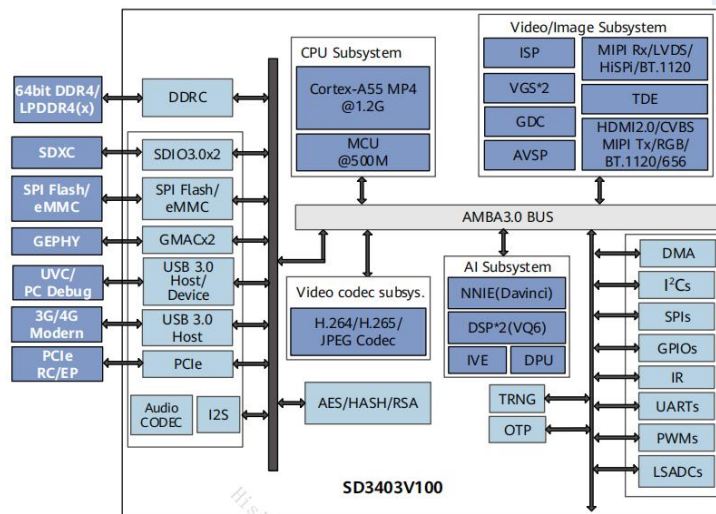 Video/Image Subsystem
ISP
MIPI Rx/LVDS/
HiSPi/BT.1120
VGS*2
TDE
GDC
HDMI2.0/CVBS
MIPI Tx/RGB/
BT.1120/656
AVSP
CPU Subsystem
Cortex-A55 MP4
@1.2G
MCU
@500M
64bit DDR4/
LPDDR4(x)
DDRC
SDXC
SDIO3.0x2
SPI Flash/
eMMC
SPI Flash/
eMMC
GEPHY
GMACx2
UVC/
PC Debug
USB 3.0
Host/
Device
3G/4G
Modern
USB 3.0
Host
PCIe
RC/EP
PCIe
Audio
CODEC
I2S
AMBA3.0 BUS
Video codec subsys.
H.264/H.265/
JPEG Codec
AI Subsystem
NNIE(Davinci)
DSP*2(VQ6)
IVE
DPU
AES/HASH/RSA
TRNG
OTP
DMA
I²Cs
SPIs
GPIOs
IR
UARTs
PWMs
LSADCs
SD3403V100